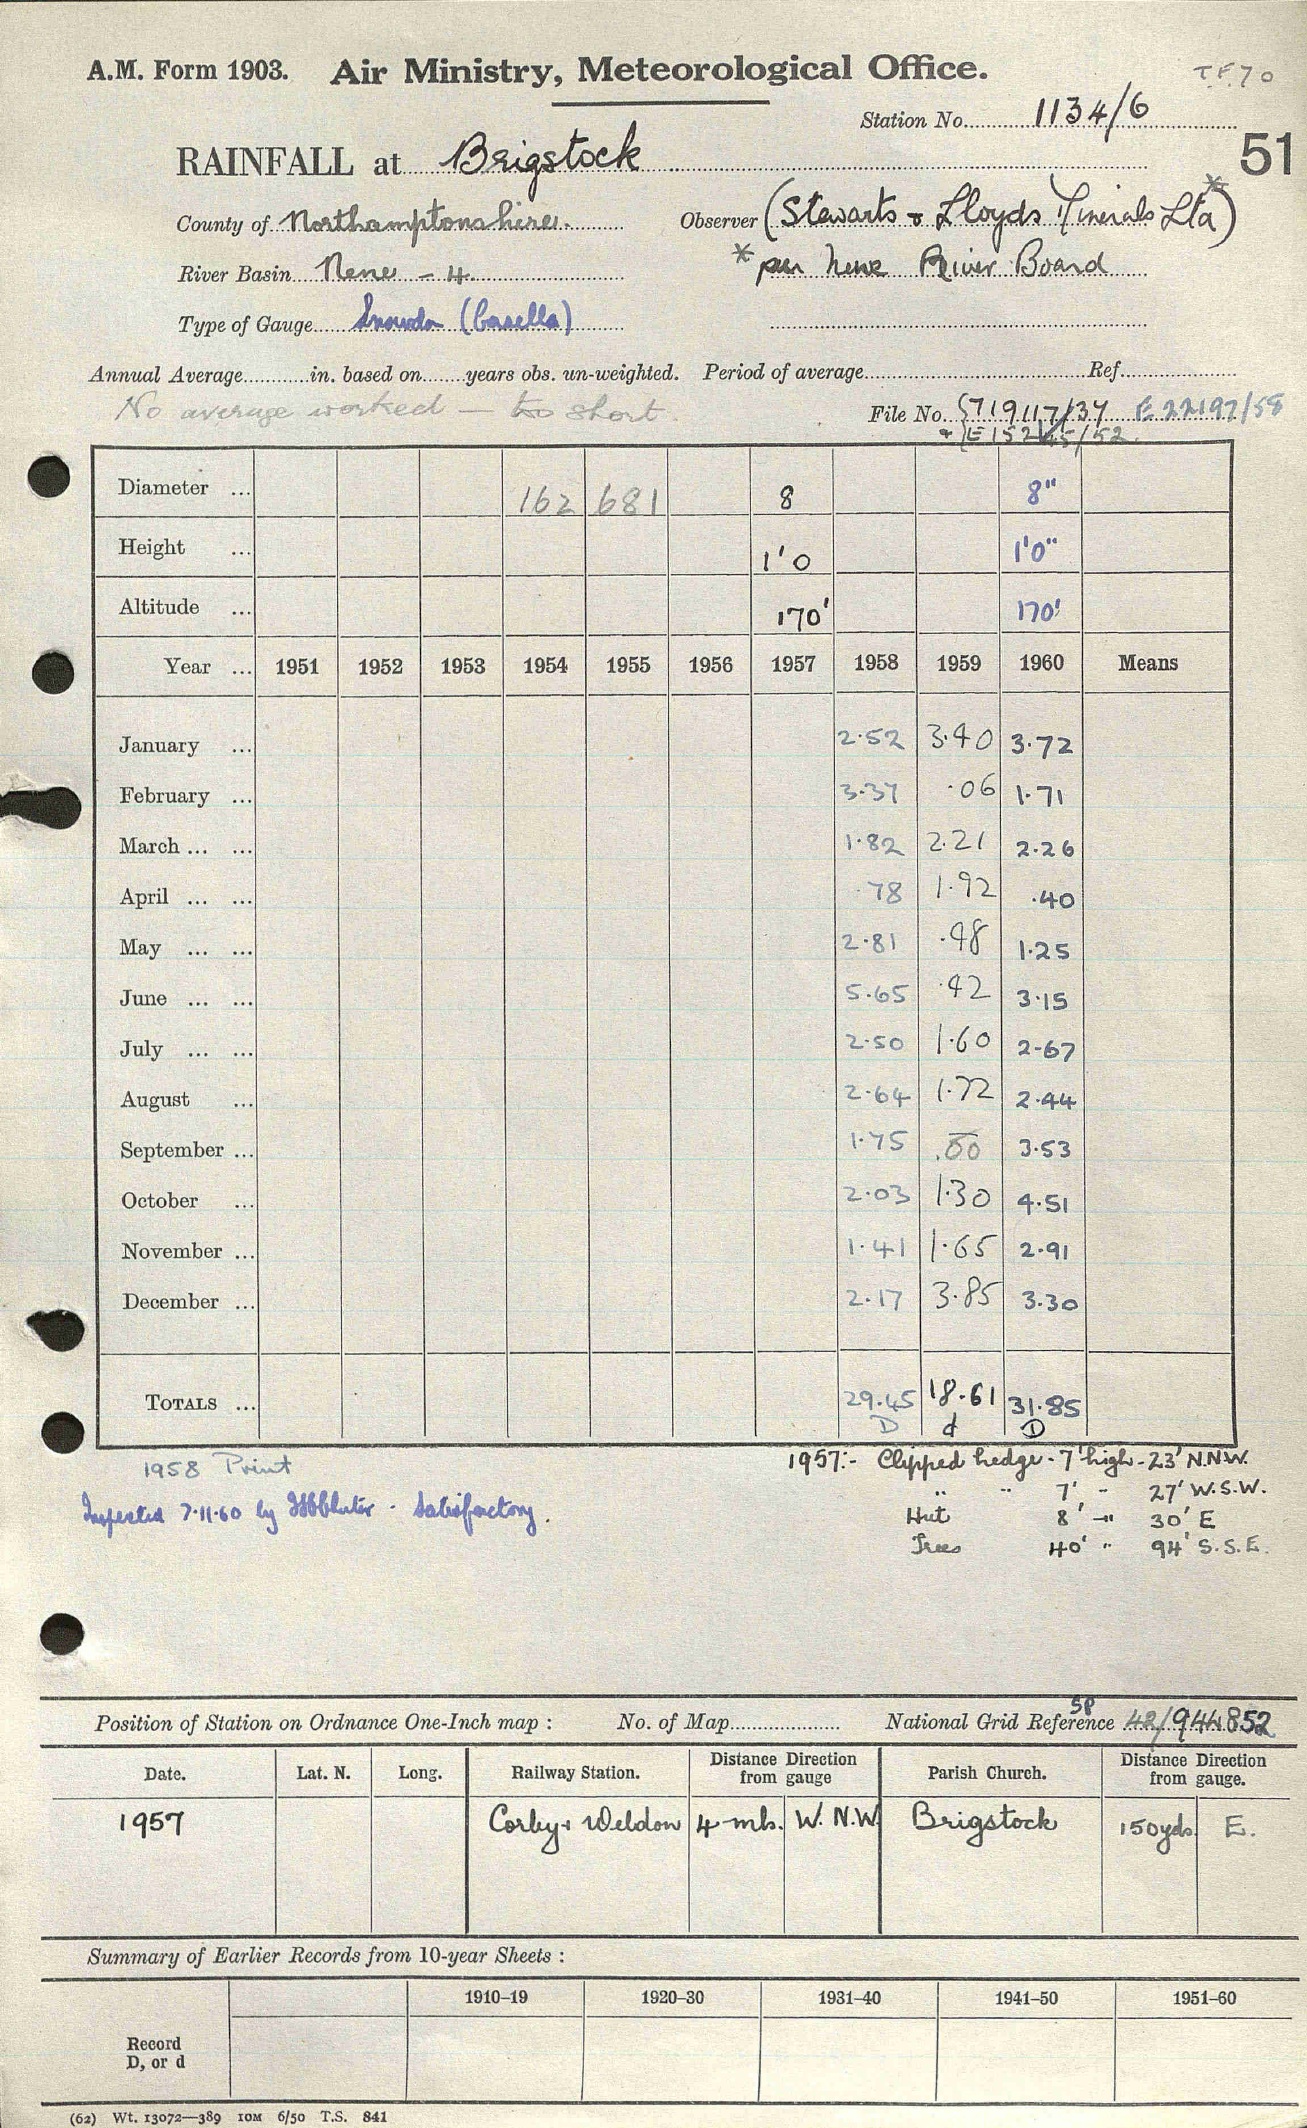 A.M. Form 1903. Air Ministry, Meteorological Office. T.F.70
Station No. 1134/6
RAINFALL at Brigstock 51
County of Northamptonshire. Observer (Stewarts & Lloyds Minerals Ltd)*
River Basin Nene - 4 * per Nene River Board
Type of Gauge Snowdon (Casella)
Annual Average in. based on years obs. un-weighted. Period of average Ref.
No average worked — too short. File No. {719117/37 E 22197/58
+ {E15245/52.
Diameter ... 162 681 8 8"
Height ... 1'0 1'0"
Altitude ... 170' 170'
Year ... 1951 1952 1953 1954 1955 1956 1957 1958 1959 1960 Means
January ... 2.52 3.40 3.72
February ... 3.37 .06 1.71
March ... ... 1.82 2.21 2.26
April ... ... .78 1.92 .40
May ... ... 2.81 .48 1.25
June ... ... 5.65 .42 3.15
July ... ... 2.50 1.60 2.67
August ... 2.64 1.72 2.44
September ... 1.75 .00 3.53
October ... 2.03 1.30 4.51
November ... 1.41 1.65 2.91
December ... 2.17 3.85 3.30
TOTALS ... 29.45 18.61 31.85
D d D
1958 Print 1957:- Clipped hedge - 7' high - 23' N.N.W.
" " 7' - 27' W.S.W.
Inspected 7.11.60 by - Satisfactory. Hut 8' -" 30' E
Trees 40' " 94' S.S.E.
Position of Station on Ordnance One-Inch map : No. of Map National Grid Reference SP 42/944852
Date. Lat. N. Long. Railway Station. Distance Direction from gauge Parish Church. Distance Direction from gauge.
1957 Corby & Weldon 4 mls. W.N.W. Brigstock 150yds E.
Summary of Earlier Records from 10-year Sheets :
1910–19 1920–30 1931–40 1941–50 1951–60
Record
D, or d
(62) Wt. 13072—389 10M 6/50 T.S. 841